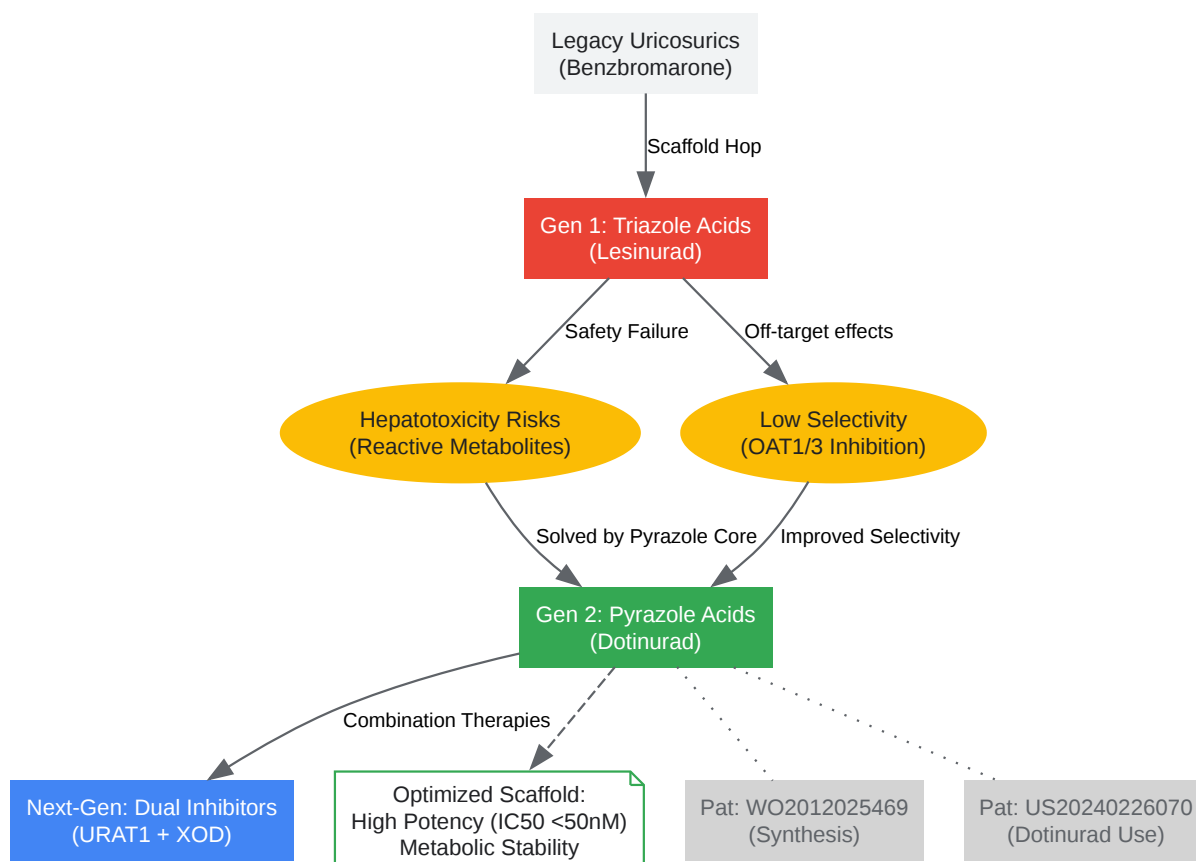 Legacy Uricosurics
(Benzbromarone)
Scaffold Hop
Gen 1: Triazole Acids
(Lesinurad)
Safety Failure
Off-target effects
Hepatotoxicity Risks
(Reactive Metabolites)
Low Selectivity
(OAT1/3 Inhibition)
Solved by Pyrazole Core
Improved Selectivity
Gen 2: Pyrazole Acids
(Dotinurad)
Combination Therapies
Next-Gen: Dual Inhibitors
(URAT1 + XOD)
Optimized Scaffold:
High Potency (IC50 <50nM)
Metabolic Stability
Pat: WO2012025469
(Synthesis)
Pat: US20240226070
(Dotinurad Use)